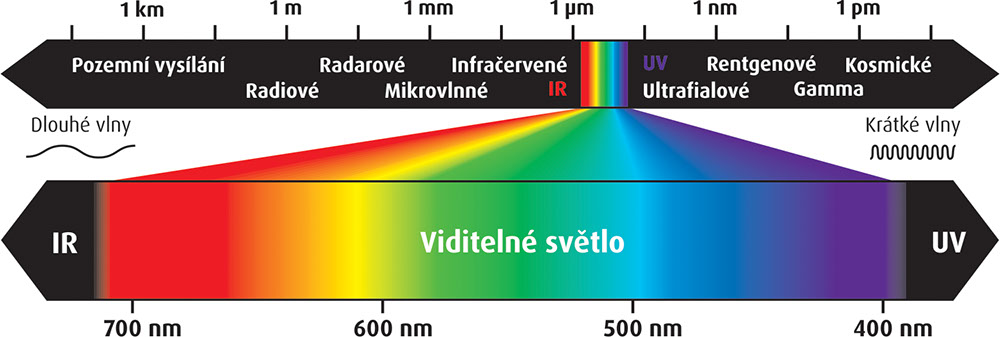 1 km 1 m 1 mm 1 μm 1 nm 1 pm
Pozemní vysílání Radarové Infračervené UV Rentgenové Kosmické
Radiové Mikrovlnné IR Ultrafialové Gamma
Dlouhé vlny Krátké vlny
IR Viditelné světlo UV
700 nm 600 nm 500 nm 400 nm